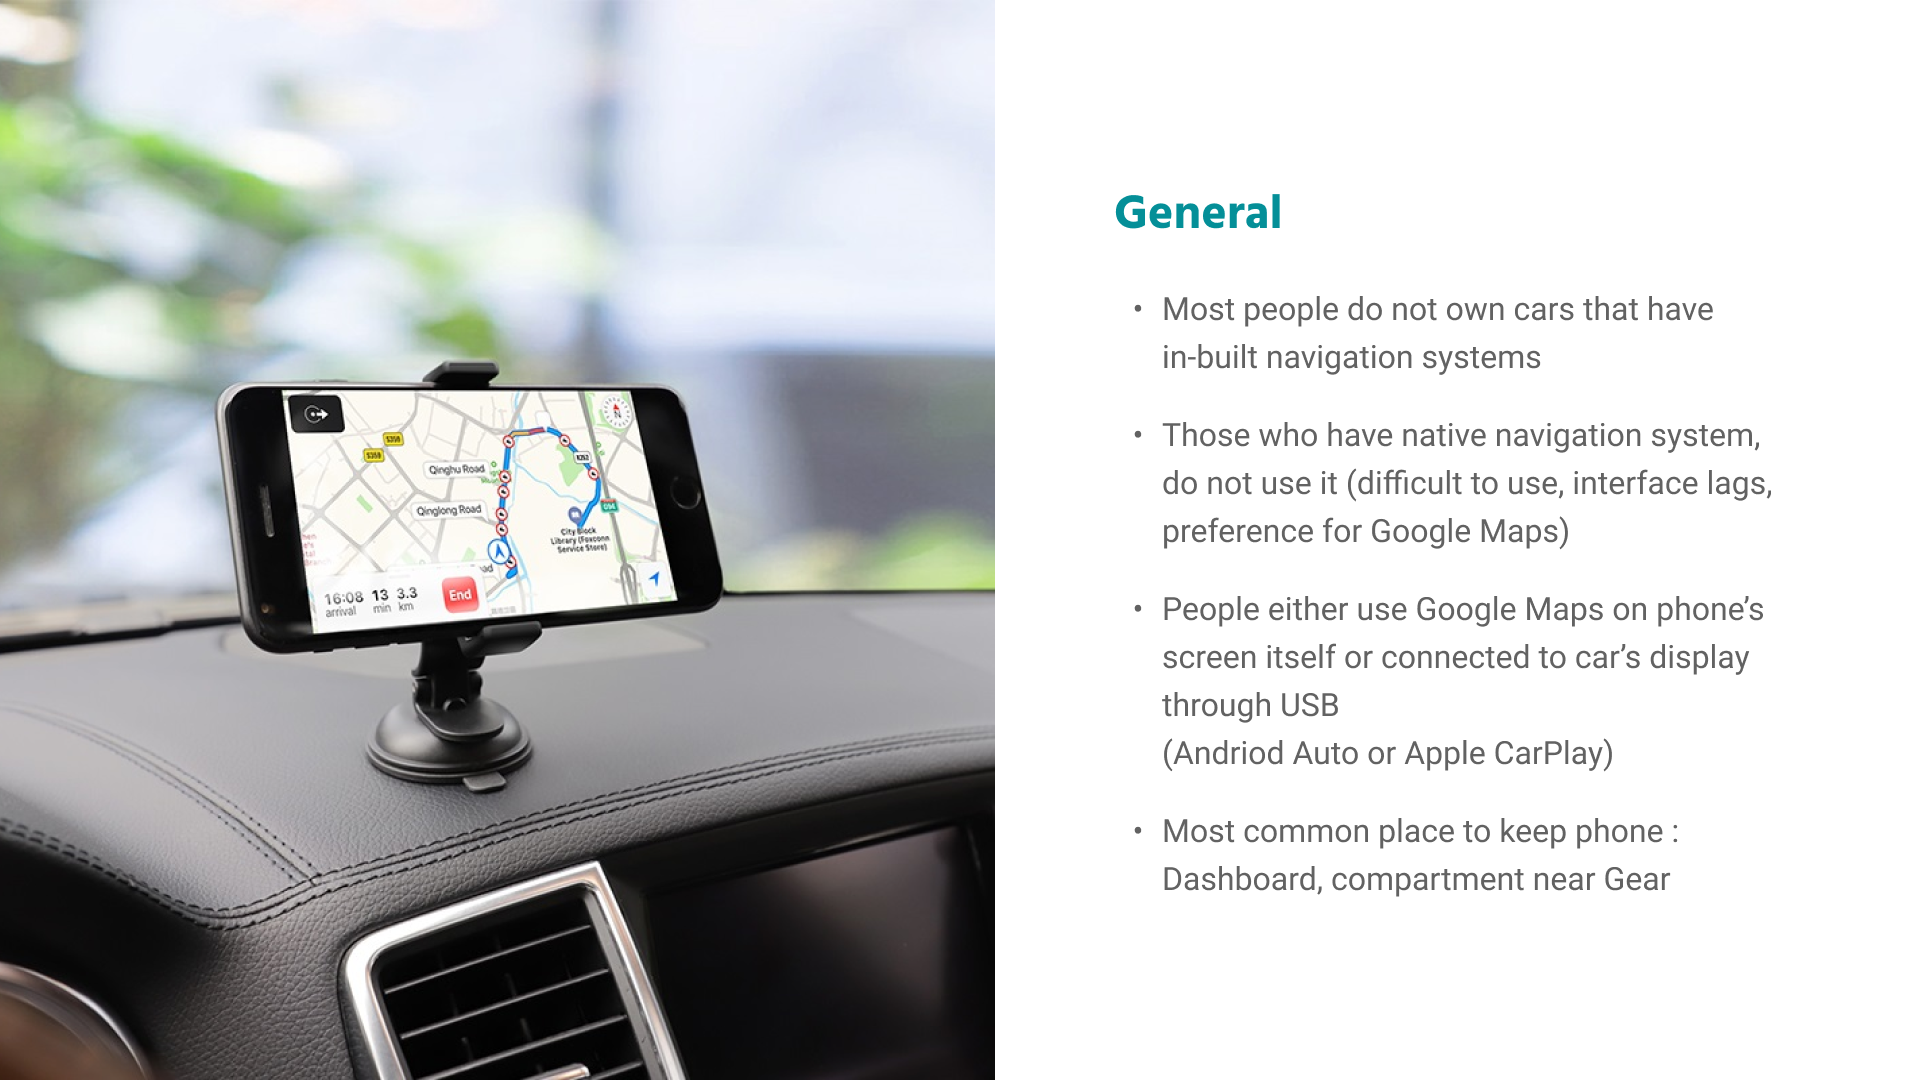 S359
S359
Qinghu Road
R252
Qinglong Road
G94
City Block
Library (Foxconn
Service Store)
N
16:08 13 3.3
arrival min km
End
General
• Most people do not own cars that have
in-built navigation systems
• Those who have native navigation system,
do not use it (difficult to use, interface lags,
preference for Google Maps)
• People either use Google Maps on phone’s
screen itself or connected to car’s display
through USB
(Andriod Auto or Apple CarPlay)
• Most common place to keep phone :
Dashboard, compartment near Gear